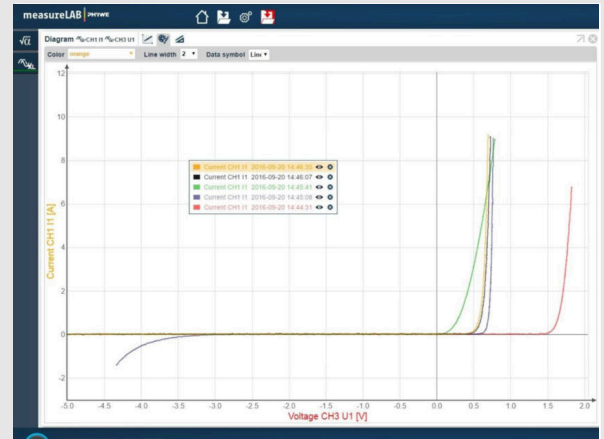 measureLAB PHYWE
Diagram CH1 I1 CH3 U1
Color orange Line width 2 Data symbol Line
12
10
8
6
4
2
0
-2
Current CH1 I1 [A]
Current CH1 I1 2016-09-20 14:46:35
Current CH1 I1 2016-09-20 14:46:07
Current CH1 I1 2016-09-20 14:45:41
Current CH1 I1 2016-09-20 14:45:08
Current CH1 I1 2016-09-20 14:44:31
-5.0 -4.5 -4.0 -3.5 -3.0 -2.5 -2.0 -1.5 -1.0 -0.5 0.0 0.5 1.0 1.5 2.0
Voltage CH3 U1 [V]